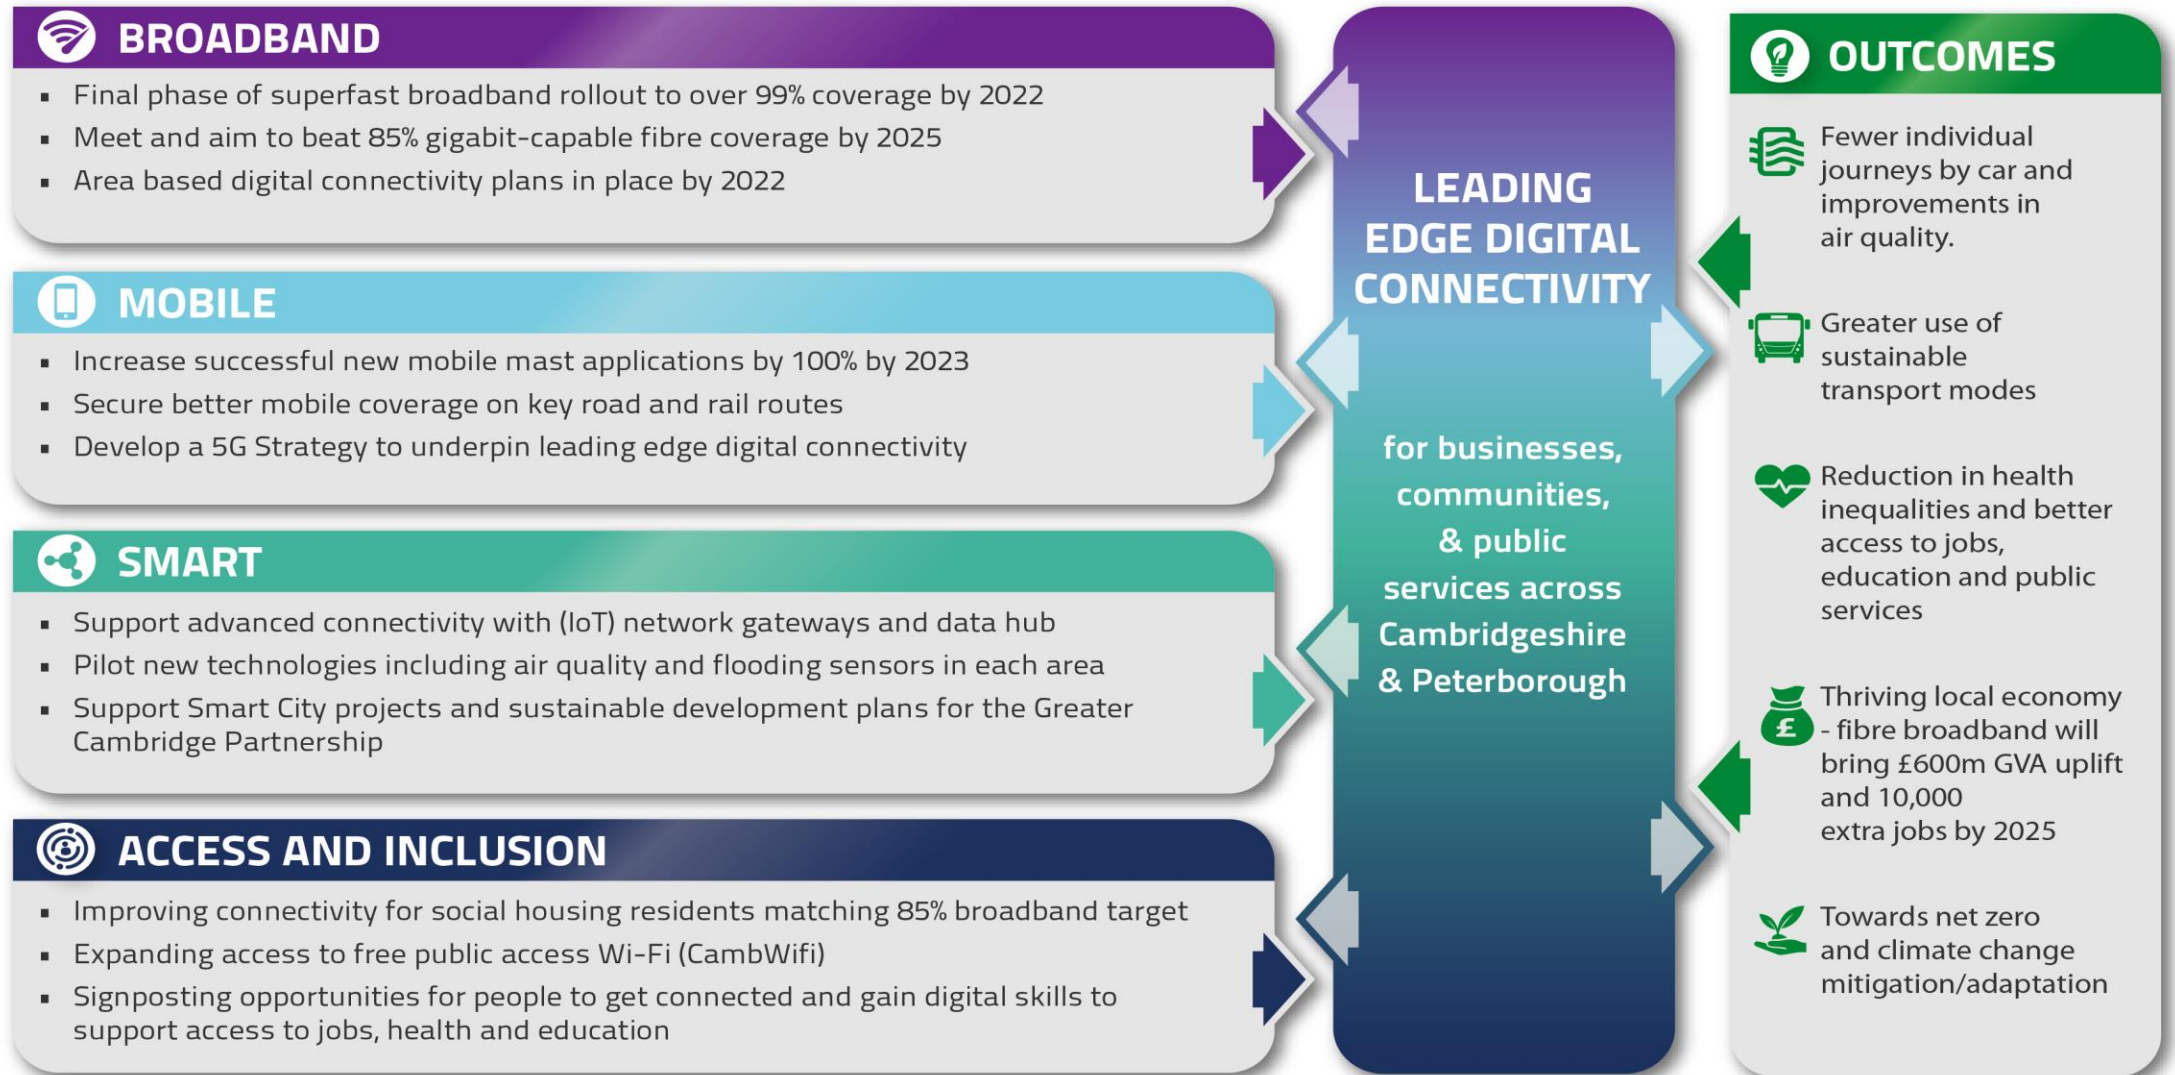 BROADBAND
▪ Final phase of superfast broadband rollout to over 99% coverage by 2022
▪ Meet and aim to beat 85% gigabit-capable fibre coverage by 2025
▪ Area based digital connectivity plans in place by 2022
MOBILE
▪ Increase successful new mobile mast applications by 100% by 2023
▪ Secure better mobile coverage on key road and rail routes
▪ Develop a 5G Strategy to underpin leading edge digital connectivity
SMART
▪ Support advanced connectivity with (IoT) network gateways and data hub
▪ Pilot new technologies including air quality and flooding sensors in each area
▪ Support Smart City projects and sustainable development plans for the Greater
Cambridge Partnership
ACCESS AND INCLUSION
▪ Improving connectivity for social housing residents matching 85% broadband target
▪ Expanding access to free public access Wi-Fi (CambWifi)
▪ Signposting opportunities for people to get connected and gain digital skills to
support access to jobs, health and education
LEADING
EDGE DIGITAL
CONNECTIVITY
for businesses,
communities,
& public
services across
Cambridgeshire
& Peterborough
OUTCOMES
Fewer individual
journeys by car and
improvements in
air quality.
Greater use of
sustainable
transport modes
Reduction in health
inequalities and better
access to jobs,
education and public
services
£
Thriving local economy
- fibre broadband will
bring £600m GVA uplift
and 10,000
extra jobs by 2025
Towards net zero
and climate change
mitigation/adaptation